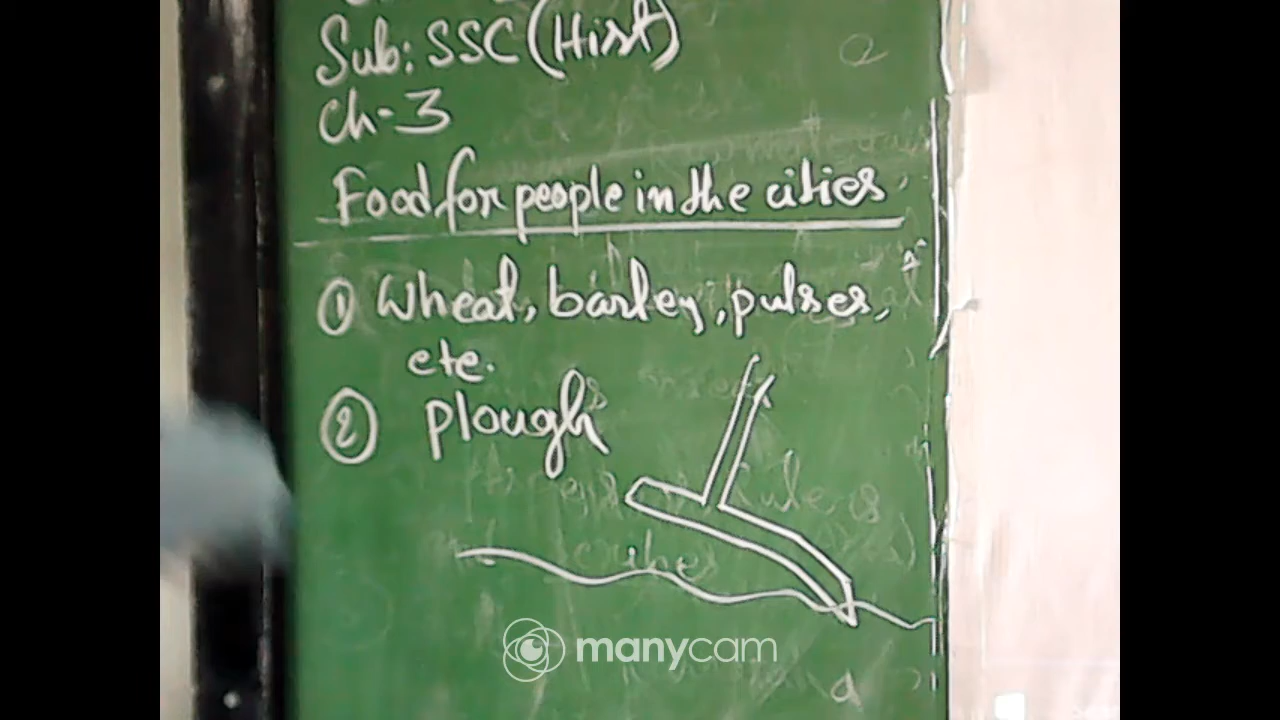 Sub: SSC (Hist)
Ch-3
Food for people in the cities
① Wheat, barley, pulses,
etc.
② Plough
manycam